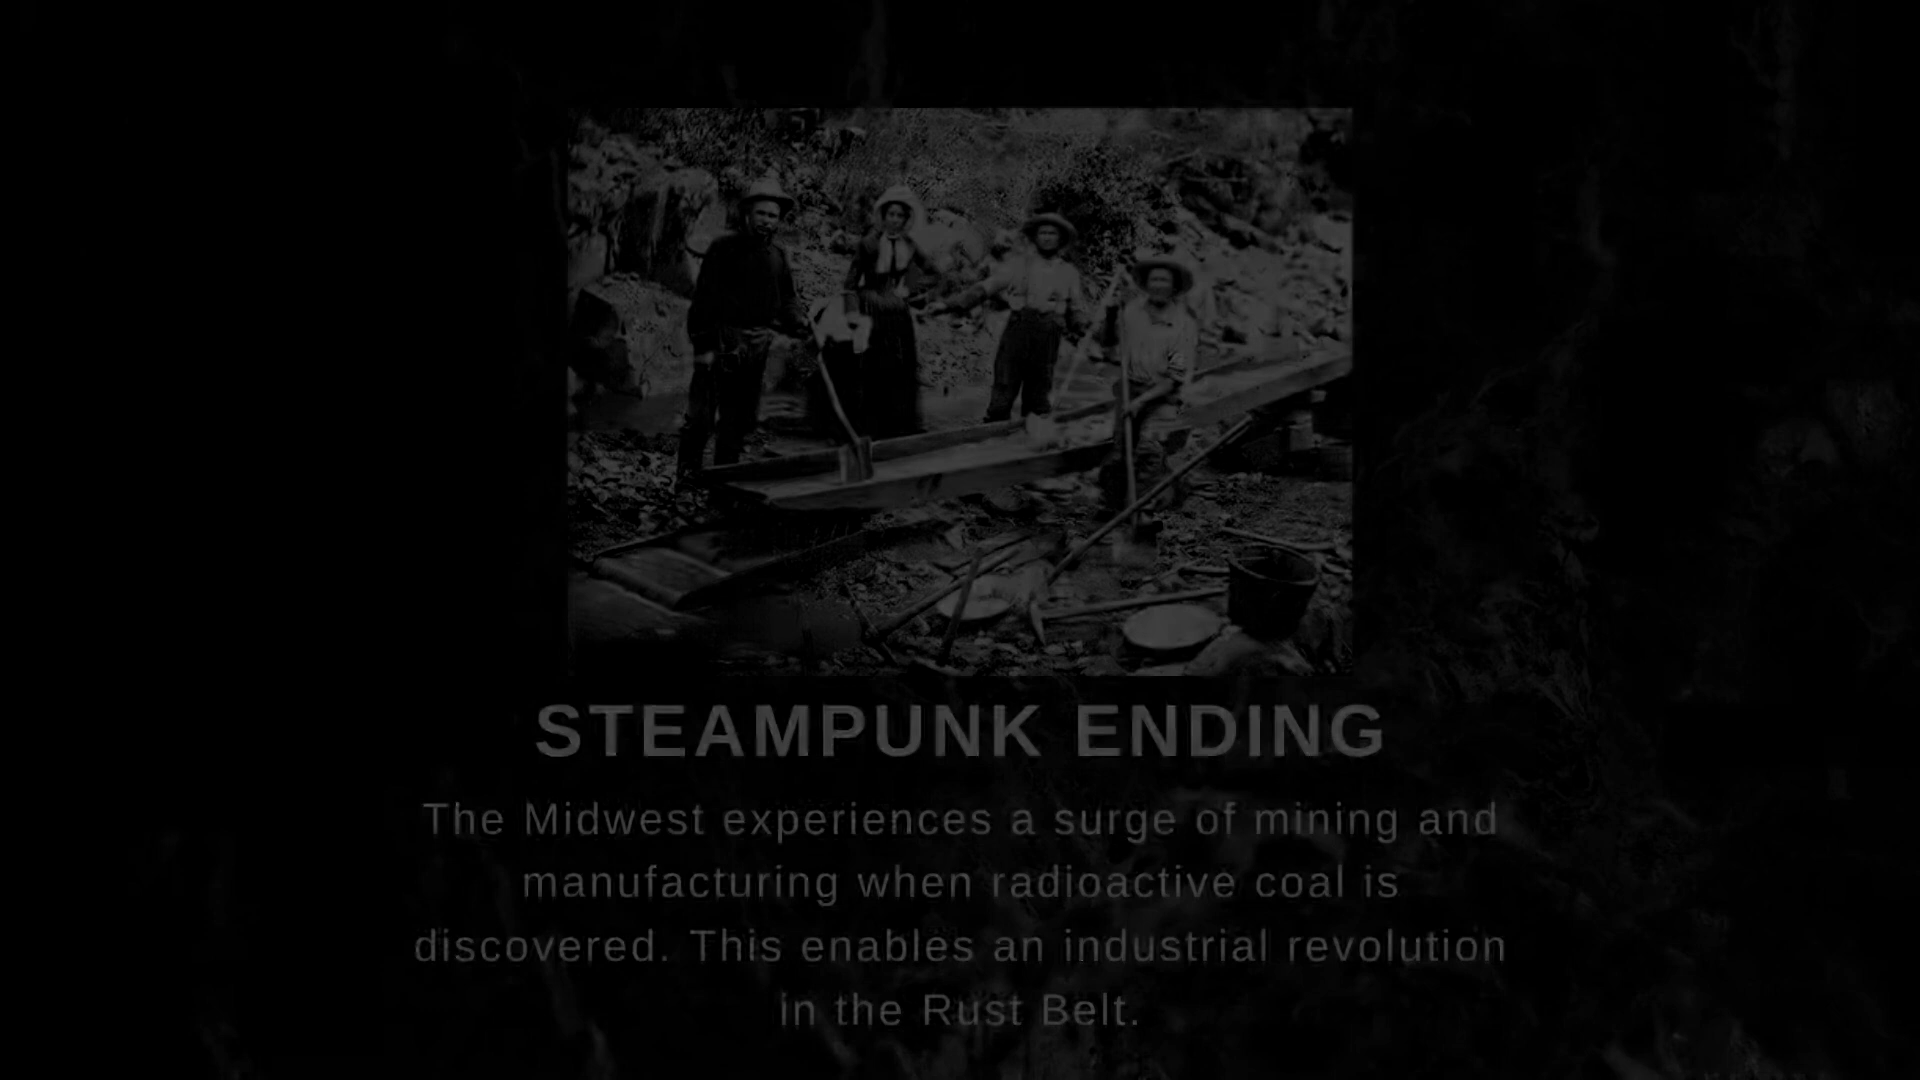 STEAMPUNK ENDING
The Midwest experiences a surge of mining and
manufacturing when radioactive coal is
discovered. This enables an industrial revolution
in the Rust Belt.